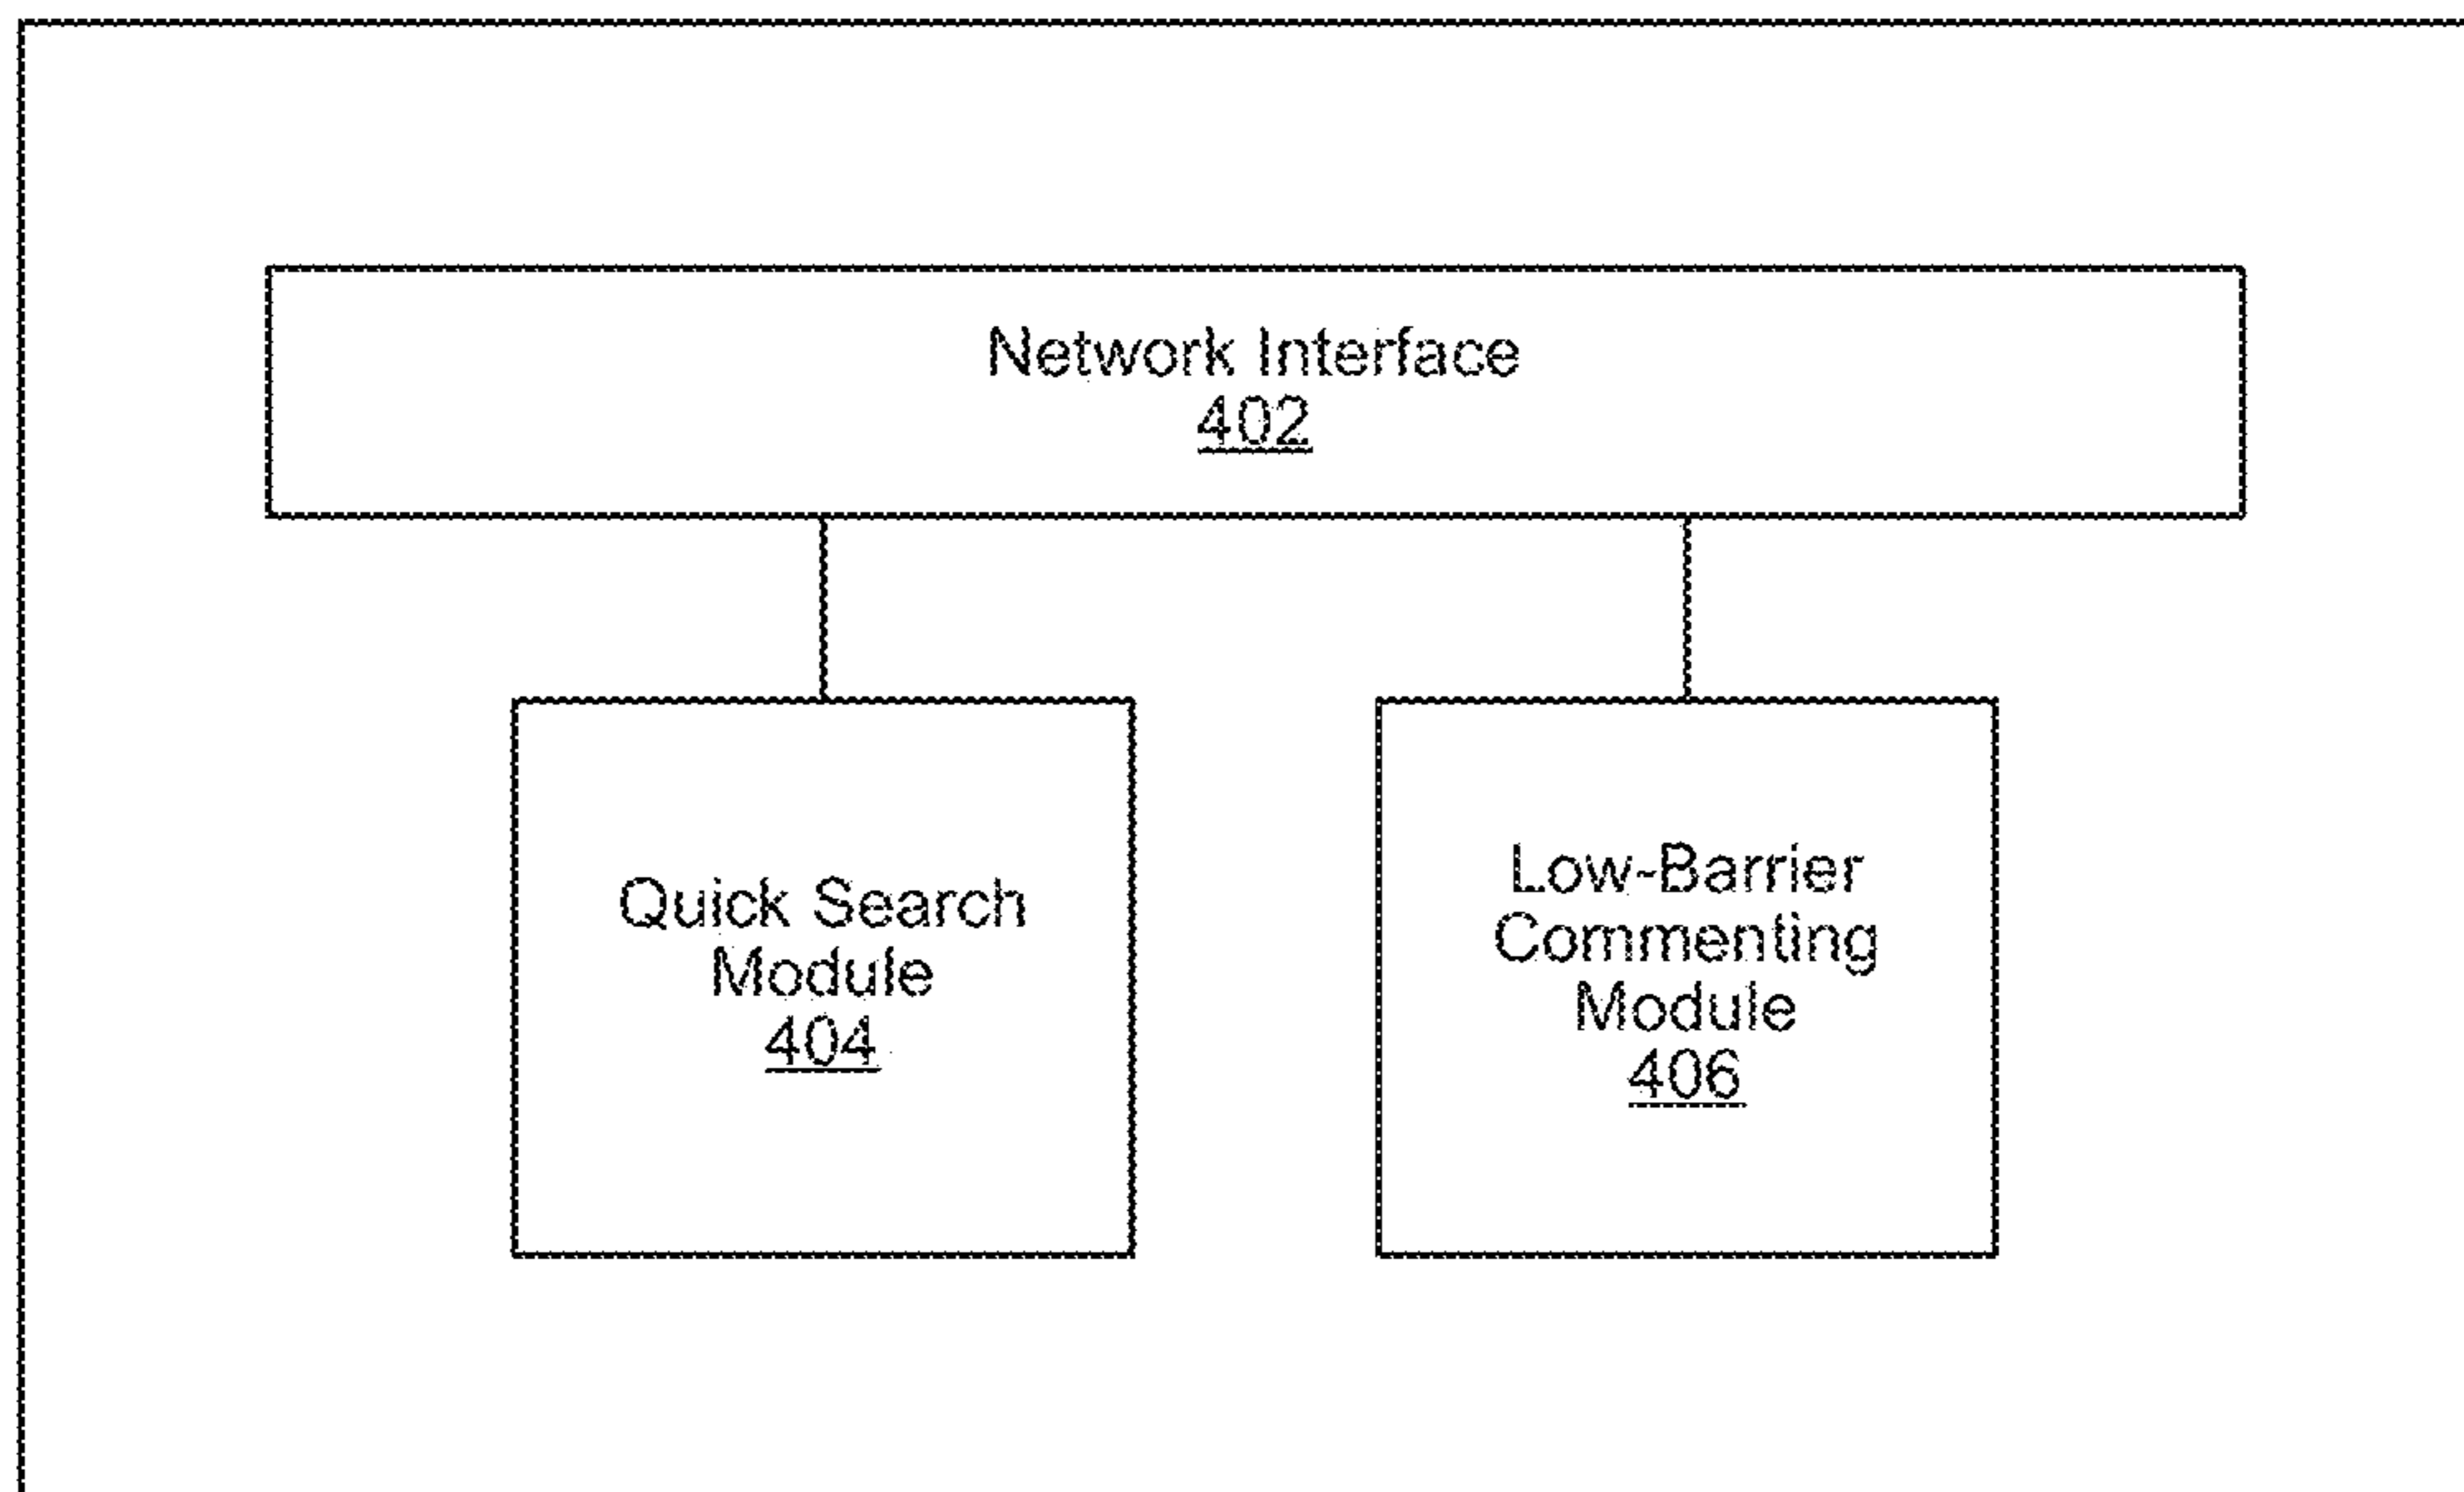 Network Interface
402
Quick Search
Module
404
Low-Barrier
Commenting
Module
406